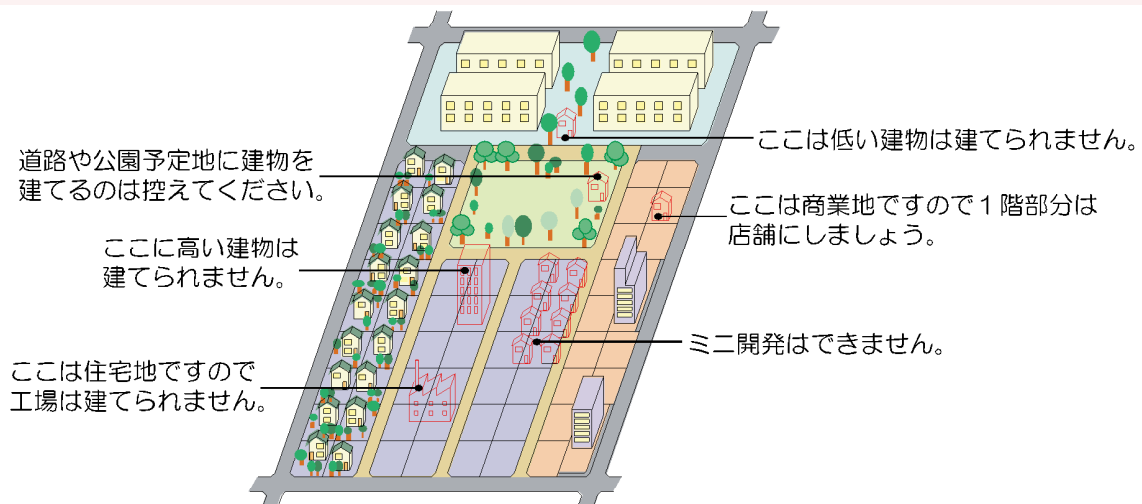 道路や公園予定地に建物を
建てるのは控えてください。
ここに高い建物は
建てられません。
ここは住宅地ですので
工場は建てられません。
ここは低い建物は建てられません。
ここは商業地ですので１階部分は
店舗にしましょう。
ミニ開発はできません。